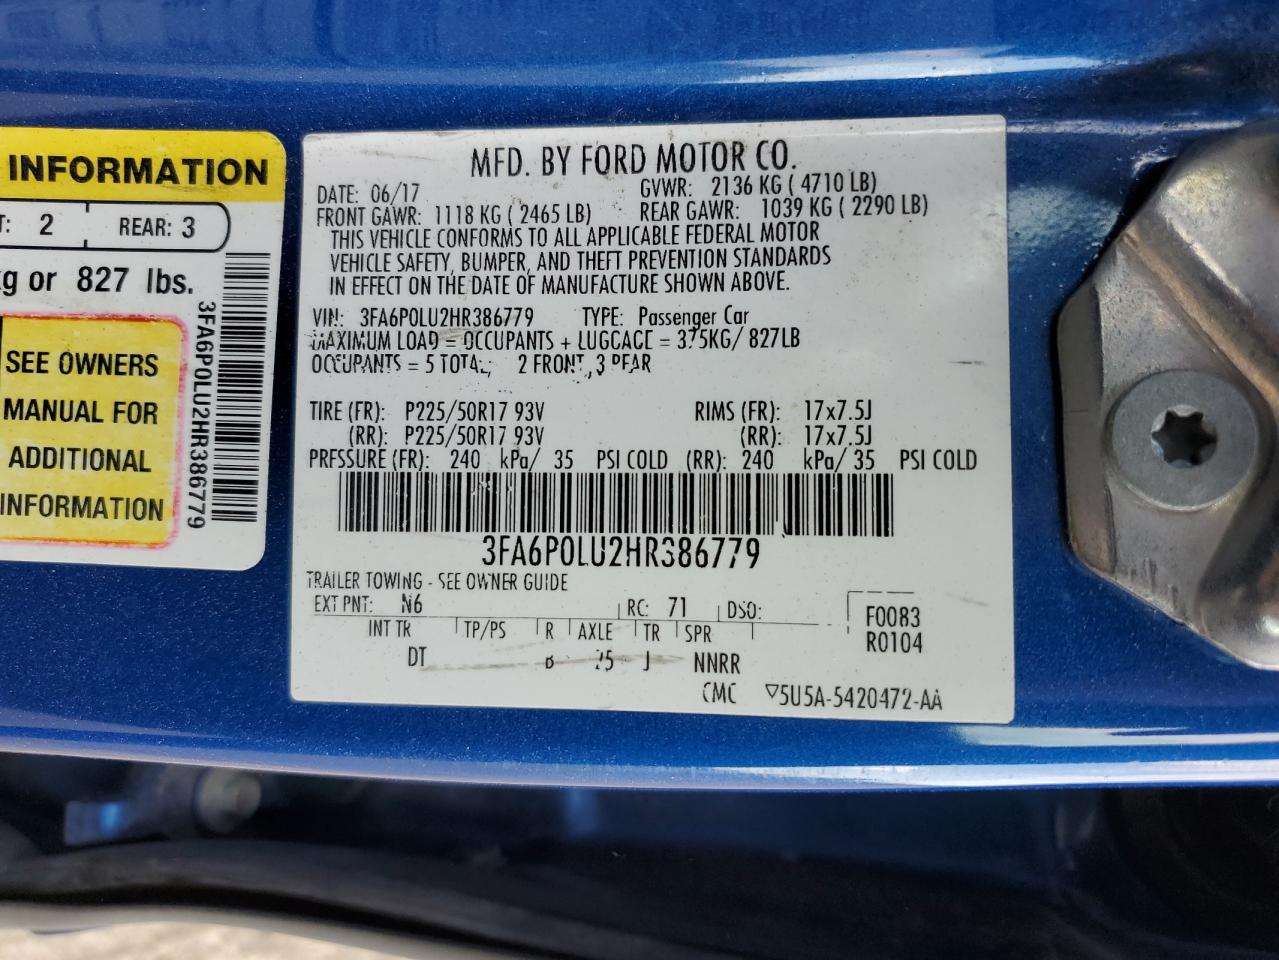 INFORMATION
T: 2 REAR: 3
kg or 827 lbs.
SEE OWNERS
MANUAL FOR
ADDITIONAL
INFORMATION
3FA6P0LU2HR386779
MFD. BY FORD MOTOR CO.
DATE: 06/17 GVWR: 2136 KG ( 4710 LB)
FRONT GAWR: 1118 KG ( 2465 LB) REAR GAWR: 1039 KG ( 2290 LB)
THIS VEHICLE CONFORMS TO ALL APPLICABLE FEDERAL MOTOR
VEHICLE SAFETY, BUMPER, AND THEFT PREVENTION STANDARDS
IN EFFECT ON THE DATE OF MANUFACTURE SHOWN ABOVE.
VIN: 3FA6P0LU2HR386779 TYPE: Passenger Car
MAXIMUM LOAD = OCCUPANTS + LUGGAGE = 375KG/ 827LB
OCCUPANTS = 5 TOTAL; 2 FRONT, 3 REAR
TIRE (FR): P225/50R17 93V RIMS (FR): 17x7.5J
(RR): P225/50R17 93V (RR): 17x7.5J
PRESSURE (FR): 240 kPa/ 35 PSI COLD (RR): 240 kPa/ 35 PSI COLD
3FA6P0LU2HR386779
TRAILER TOWING - SEE OWNER GUIDE
EXT PNT: N6 RC: 71 DSO: F0083
INT TR TP/PS R AXLE TR SPR R0104
DT B 25 J NNRR
CMC ▽5U5A-5420472-AA